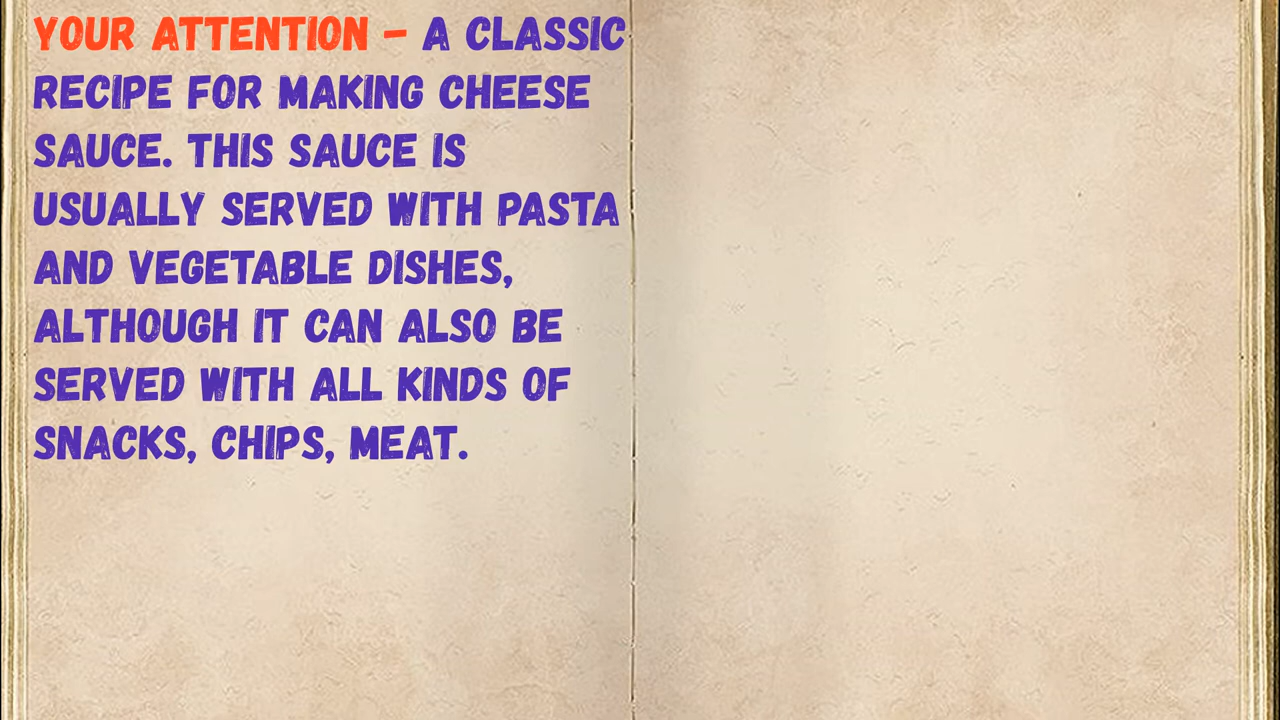 YOUR ATTENTION – A CLASSIC
RECIPE FOR MAKING CHEESE
SAUCE. THIS SAUCE IS
USUALLY SERVED WITH PASTA
AND VEGETABLE DISHES,
ALTHOUGH IT CAN ALSO BE
SERVED WITH ALL KINDS OF
SNACKS, CHIPS, MEAT.